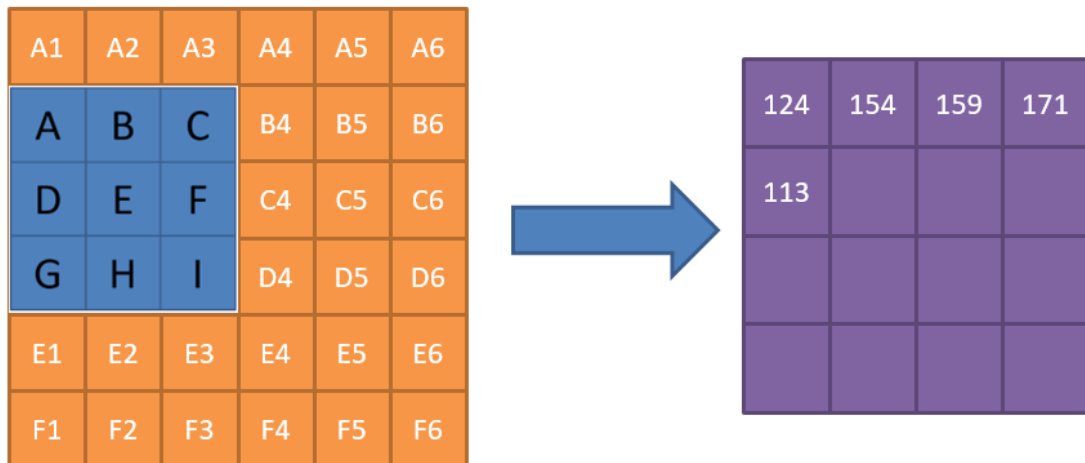 A1 A2 A3 A4 A5 A6
A B C B4 B5 B6
D E F C4 C5 C6
G H I D4 D5 D6
E1 E2 E3 E4 E5 E6
F1 F2 F3 F4 F5 F6
124 154 159 171
113